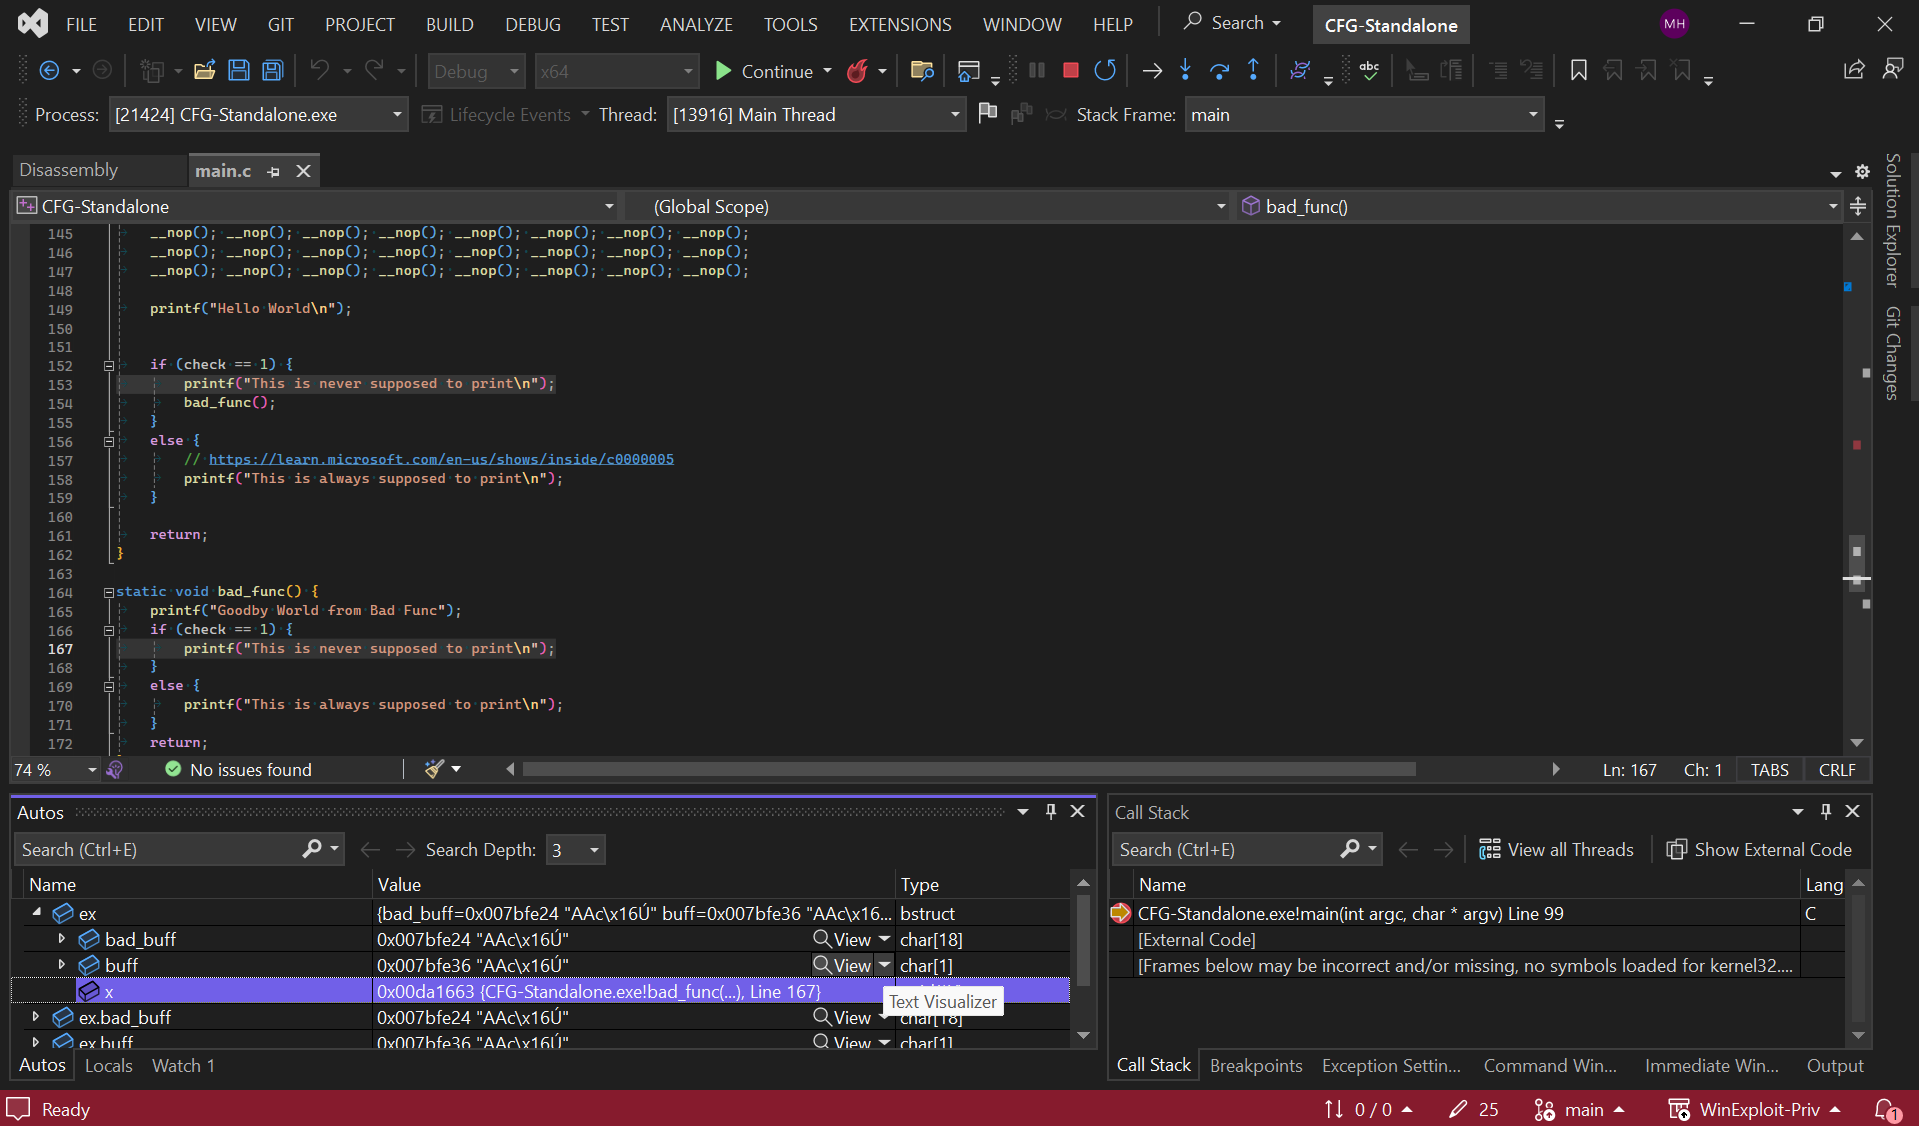 FILE EDIT VIEW GIT PROJECT BUILD DEBUG TEST ANALYZE TOOLS EXTENSIONS WINDOW HELP Search CFG-Standalone MH
Debug x64 Continue abc
Process: [21424] CFG-Standalone.exe Lifecycle Events Thread: [13916] Main Thread Stack Frame: main
Disassembly main.c
CFG-Standalone (Global Scope) bad_func()
145 __nop(); __nop(); __nop(); __nop(); __nop(); __nop(); __nop(); __nop();
146 __nop(); __nop(); __nop(); __nop(); __nop(); __nop(); __nop(); __nop();
147 __nop(); __nop(); __nop(); __nop(); __nop(); __nop(); __nop(); __nop();
148
149 printf("Hello World\n");
150
151
152 if (check == 1) {
153 printf("This is never supposed to print\n");
154 bad_func();
155 }
156 else {
157 // https://learn.microsoft.com/en-us/shows/inside/c0000005
158 printf("This is always supposed to print\n");
159 }
160
161 return;
162 }
163
164 static void bad_func() {
165 printf("Goodby World from Bad Func");
166 if (check == 1) {
167 printf("This is never supposed to print\n");
168 }
169 else {
170 printf("This is always supposed to print\n");
171 }
172 return;
Solution Explorer
Git Changes
74 % No issues found Ln: 167 Ch: 1 TABS CRLF
Autos
Search (Ctrl+E) Search Depth: 3
Name Value Type
ex {bad_buff=0x007bfe24 "AAc\x16Ú" buff=0x007bfe36 "AAc\x16... bstruct
bad_buff 0x007bfe24 "AAc\x16Ú" View char[18]
buff 0x007bfe36 "AAc\x16Ú" View char[1]
x 0x00da1663 {CFG-Standalone.exe!bad_func(...), Line 167}
Text Visualizer
ex.bad_buff 0x007bfe24 "AAc\x16Ú" View char[18]
ex.buff 0x007bfe36 "AAc\x16Ú" View char[1]
Autos Locals Watch 1
Call Stack
Search (Ctrl+E) View all Threads Show External Code
Name Lang
CFG-Standalone.exe!main(int argc, char * argv) Line 99 C
[External Code]
[Frames below may be incorrect and/or missing, no symbols loaded for kernel32....
Call Stack Breakpoints Exception Settin... Command Win... Immediate Win... Output
Ready 0 / 0 25 main WinExploit-Priv 1